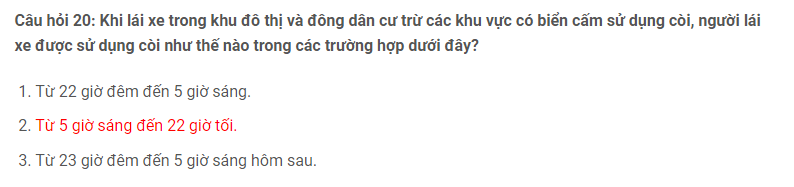 Câu hỏi 20: Khi lái xe trong khu đô thị và đông dân cư trừ các khu vực có biển cấm sử dụng còi, người lái
xe được sử dụng còi như thế nào trong các trường hợp dưới đây?
1. Từ 22 giờ đêm đến 5 giờ sáng.
2. Từ 5 giờ sáng đến 22 giờ tối.
3. Từ 23 giờ đêm đến 5 giờ sáng hôm sau.